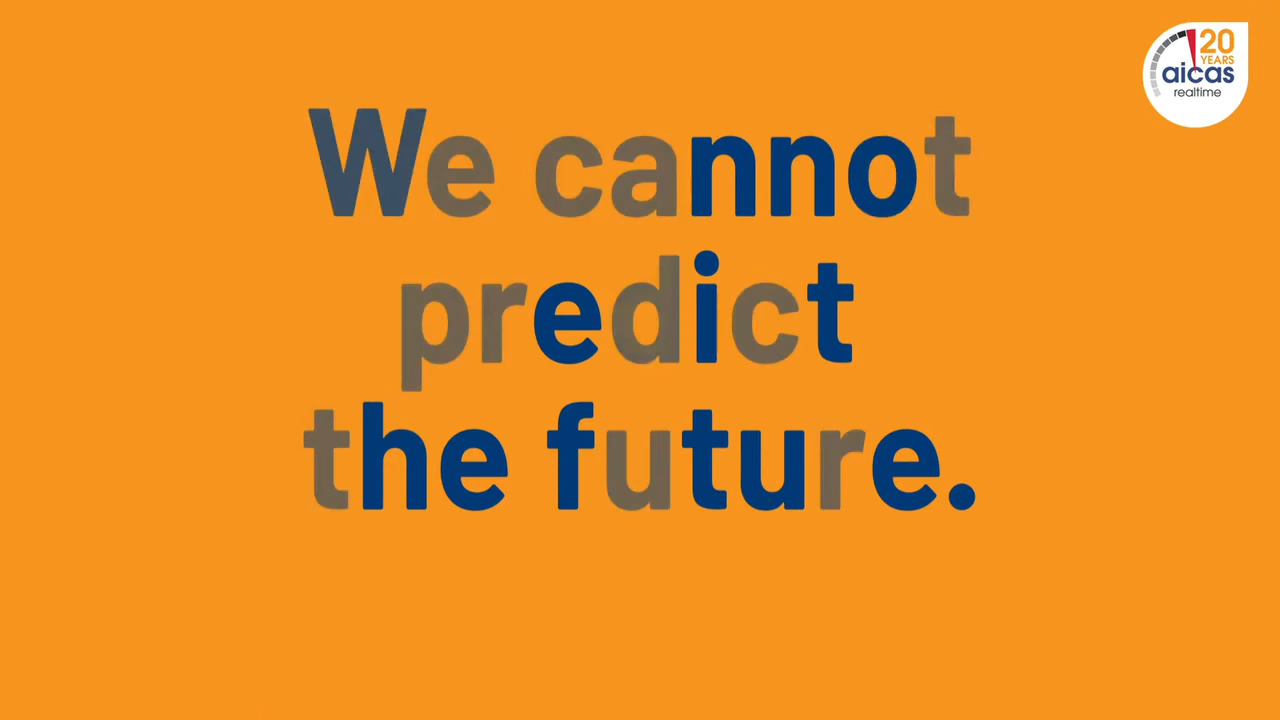 We cannot
predict
the future.
20
YEARS
aicas
realtime